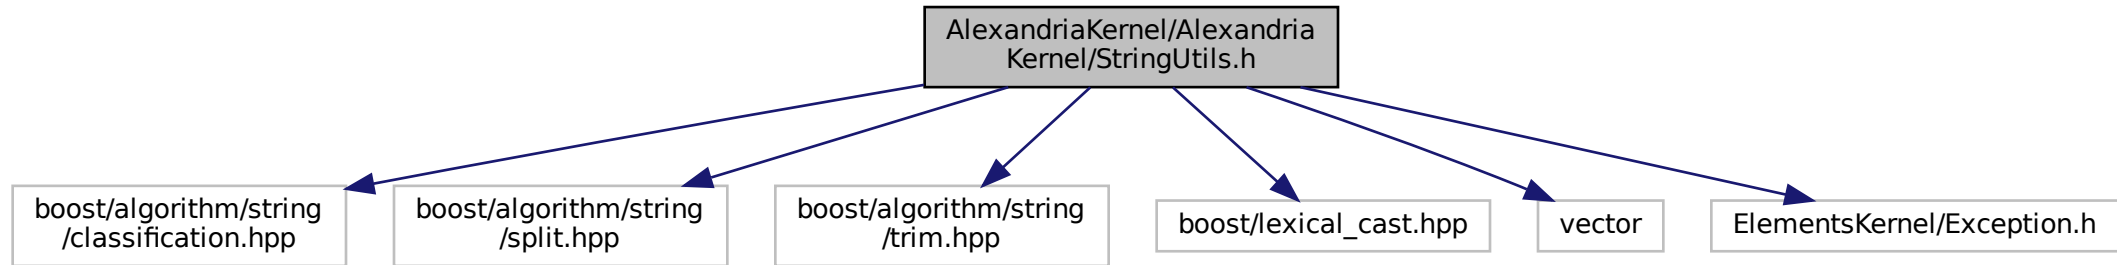 AlexandriaKernel/Alexandria
Kernel/StringUtils.h
boost/algorithm/string
/classification.hpp
boost/algorithm/string
/split.hpp
boost/algorithm/string
/trim.hpp
boost/lexical_cast.hpp
vector
ElementsKernel/Exception.h